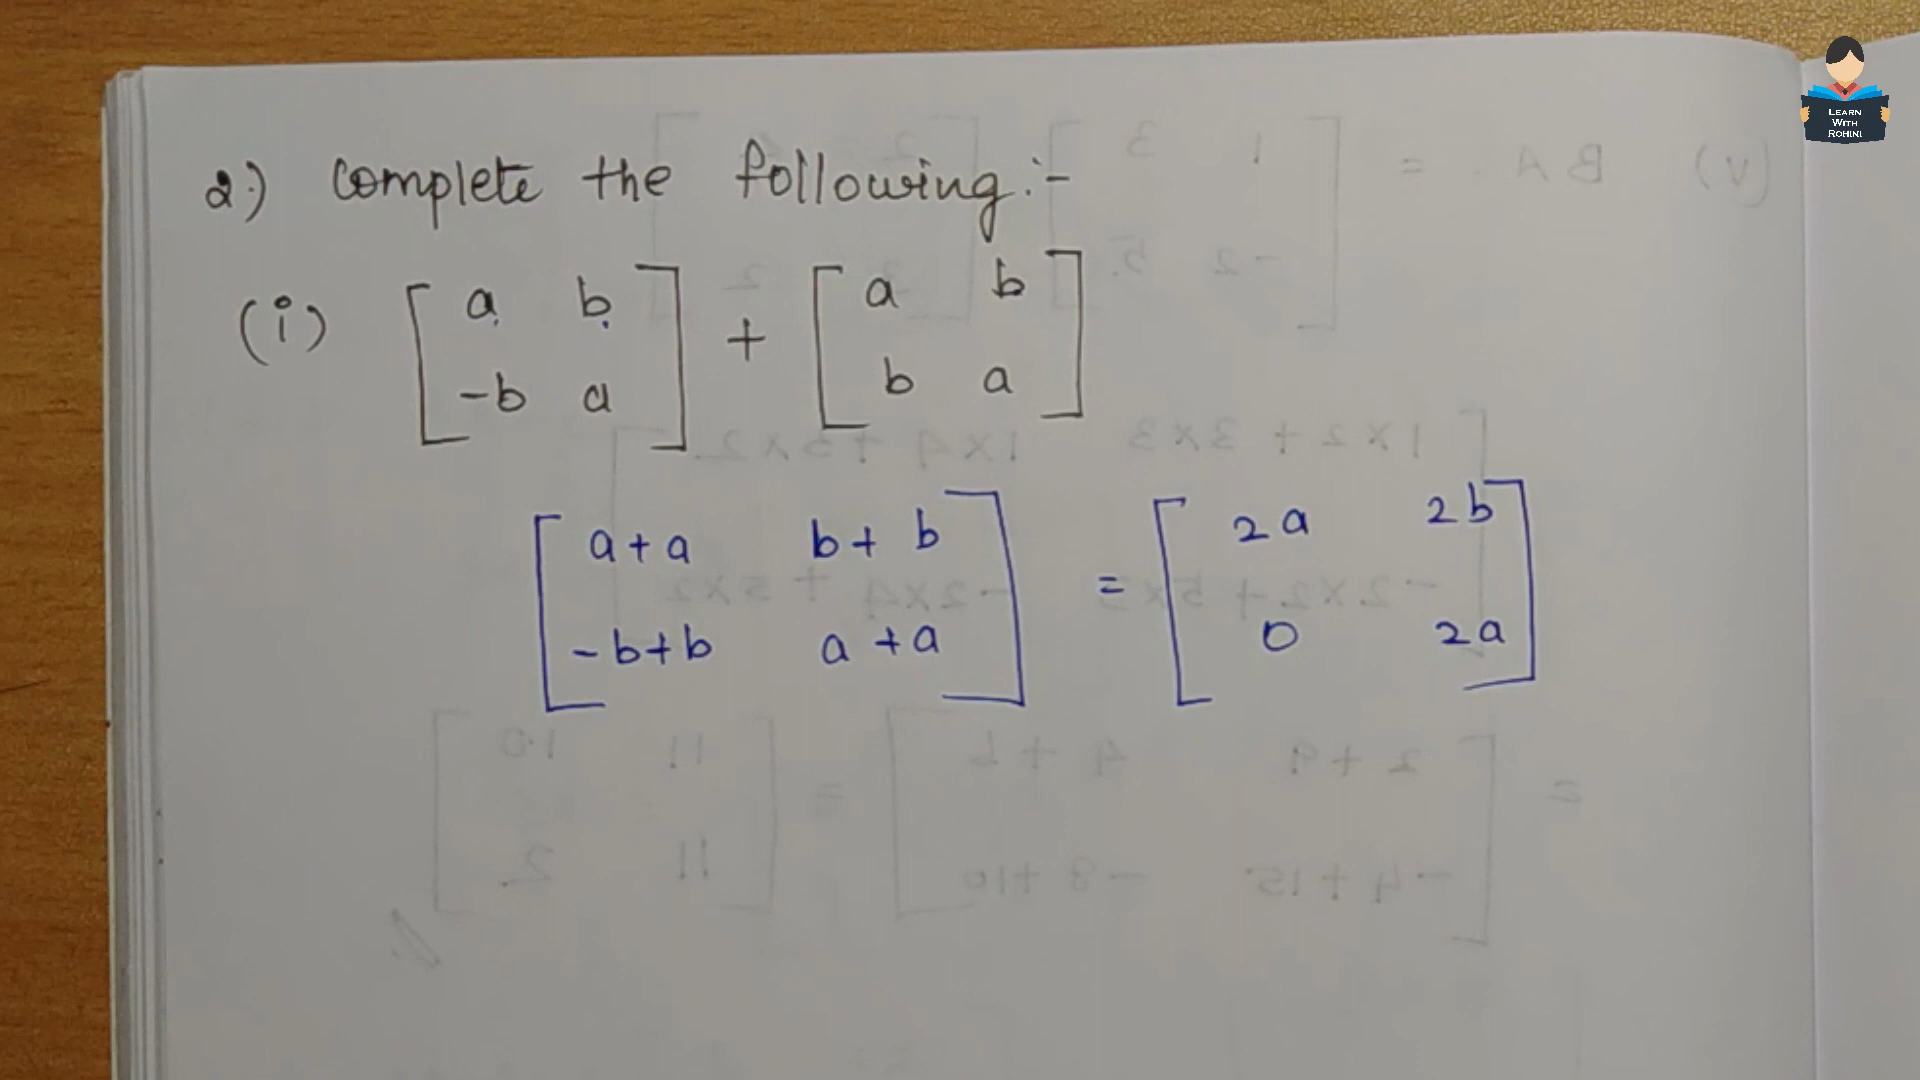 2) Complete the following:-
(i) [a b
-b a] + [a b
b a]
[a+a b+b
-b+b a+a] = [2a 2b
0 2a]
LEARN
WITH
ROHINI